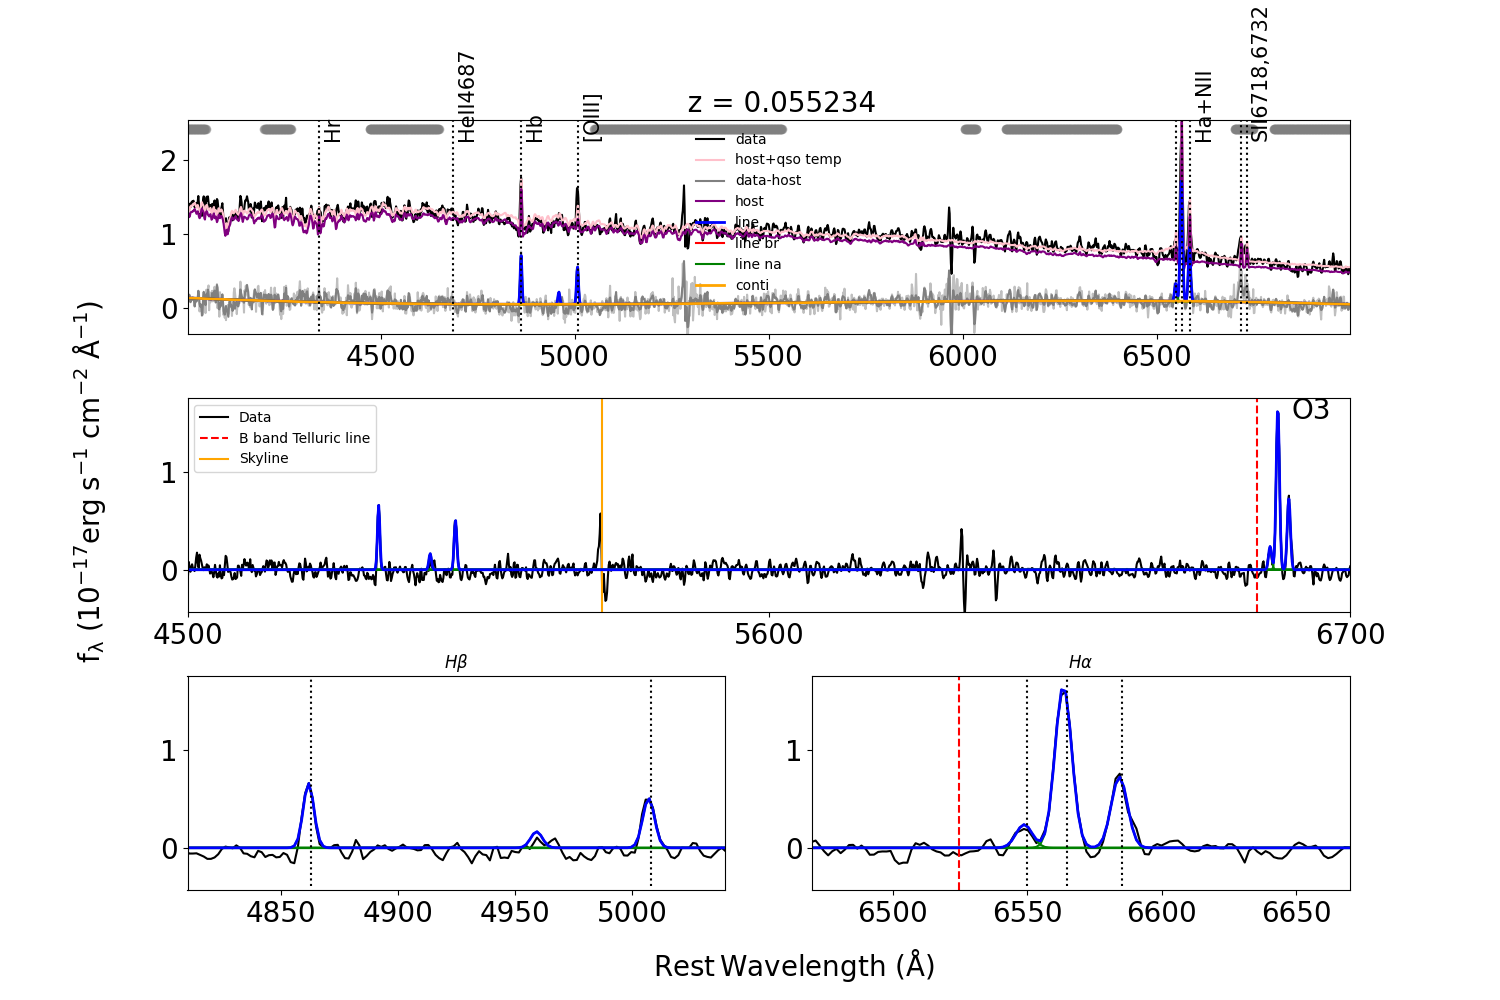 z = 0.055234
Hr
HeII4687
Hb
[OIII]
Ha+NII
SII6718,6732
data
host+qso temp
data-host
host
line
line br
line na
conti
2
1
0
4500 5000 5500 6000 6500
fλ (10⁻¹⁷erg s⁻¹ cm⁻² Å⁻¹)
Data
B band Telluric line
Skyline
O3
1
0
4500 5600 6700
Hβ
1
0
4850 4900 4950 5000
Hα
1
0
6500 6550 6600 6650
Rest Wavelength (Å)